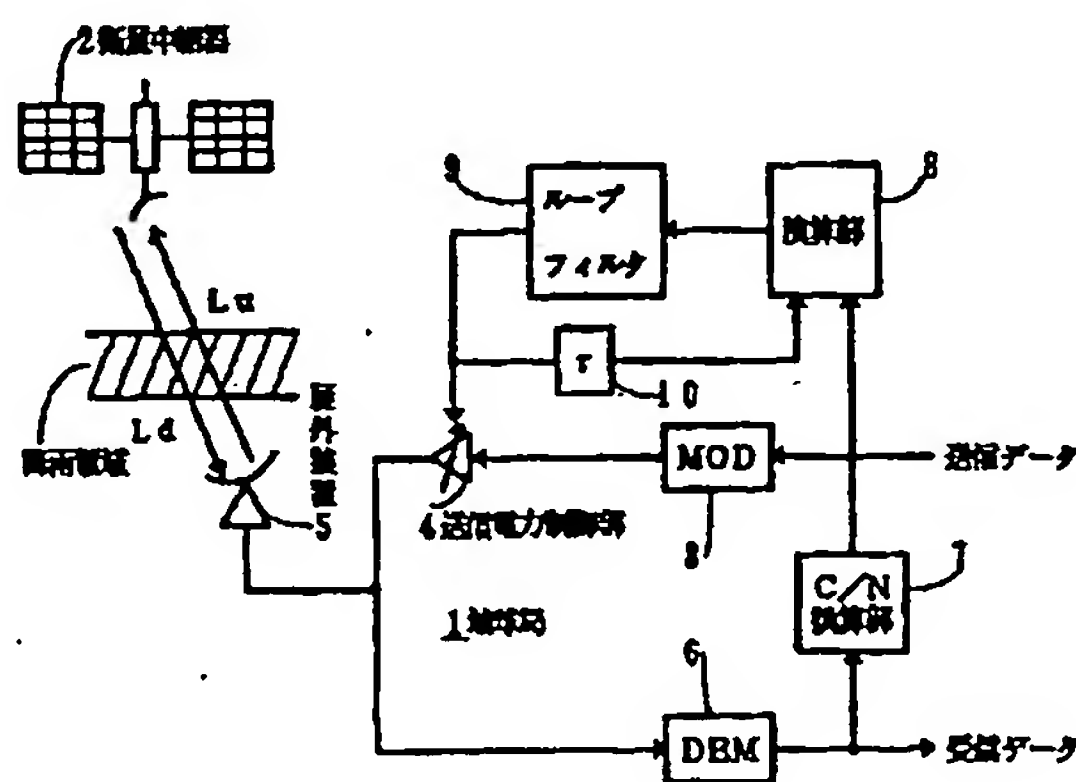 2衛星中継器
9
ループ
フィルタ
8
演算部
Lu
τ
10
Ld
降雨領域
屋外装置
5
MOD
送信データ
4送信電力制御部
3
C/N
演算部
7
1地球局
6
DEM
受信データ